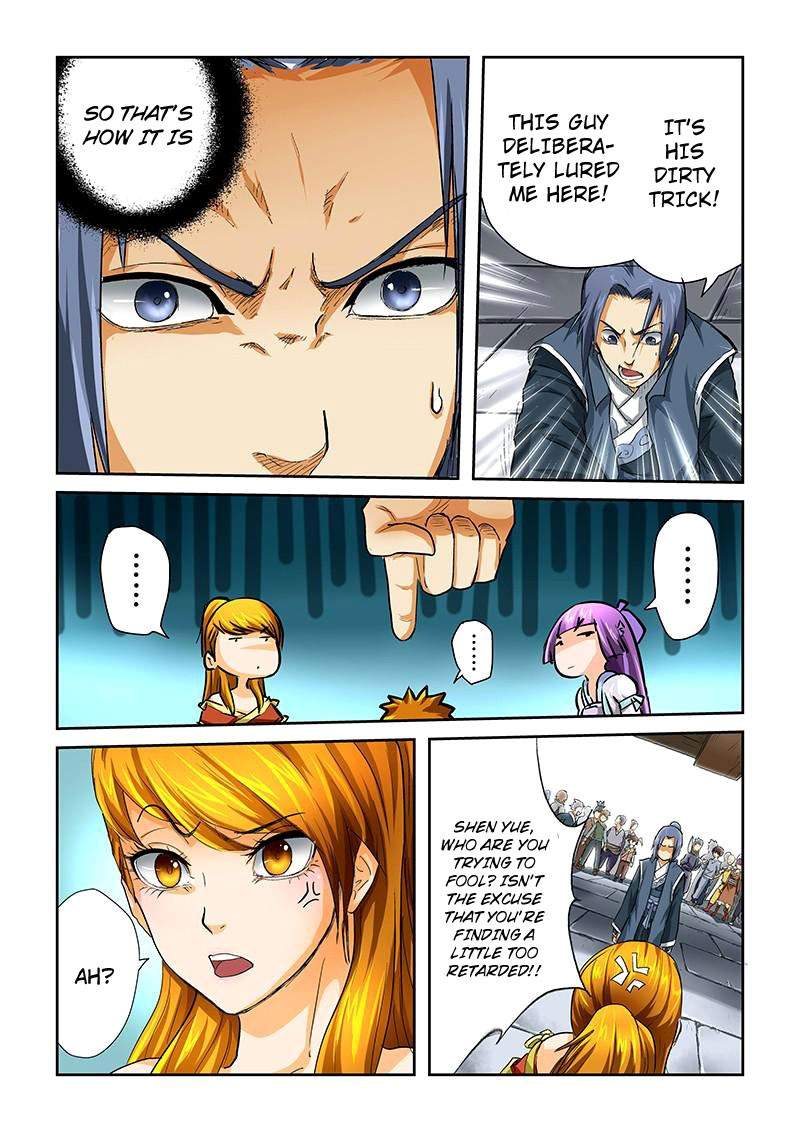 SO THAT'S
HOW IT IS
THIS GUY
DELIBERA-
TELY LURED
ME HERE!
IT'S
HIS
DIRTY
TRICK!
......
....
......
AH?
SHEN YUE,
WHO ARE YOU
TRYING TO
FOOL? ISN'T
THE EXCUSE
THAT YOU'RE
FINDING A
LITTLE TOO
RETARDED!!